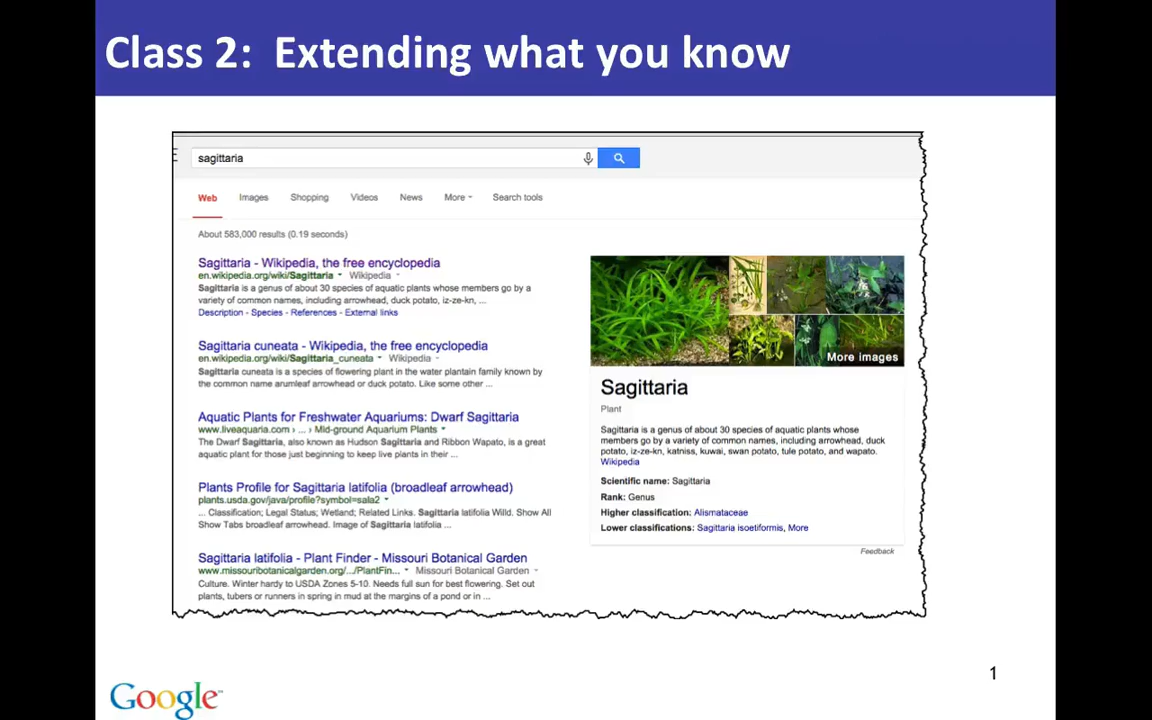 Class 2: Extending what you know
sagittaria
Web Images Shopping Videos News More Search tools
About 583,000 results (0.19 seconds)
Sagittaria - Wikipedia, the free encyclopedia
en.wikipedia.org/wiki/Sagittaria Wikipedia
Sagittaria is a genus of about 30 species of aquatic plants whose members go by a
variety of common names, including arrowhead, duck potato, iz-ze-kn, ...
Description - Species - References - External links
Sagittaria cuneata - Wikipedia, the free encyclopedia
en.wikipedia.org/wiki/Sagittaria_cuneata Wikipedia
Sagittaria cuneata is a species of flowering plant in the water plantain family known by
the common name arumleaf arrowhead or duck potato. Like some other ...
Aquatic Plants for Freshwater Aquariums: Dwarf Sagittaria
www.liveaquaria.com › ... › Mid-ground Aquarium Plants
The Dwarf Sagittaria, also known as Hudson Sagittaria and Ribbon Wapato, is a great
aquatic plant for those just beginning to keep live plants in their ...
Plants Profile for Sagittaria latifolia (broadleaf arrowhead)
plants.usda.gov/java/profile?symbol=sala2
... Classification; Legal Status; Wetland; Related Links. Sagittaria latifolia Willd. Show All
Show Tabs broadleaf arrowhead. Image of Sagittaria latifolia ...
Sagittaria latifolia - Plant Finder - Missouri Botanical Garden
www.missouribotanicalgarden.org/.../PlantFin... Missouri Botanical Garden
Culture. Winter hardy to USDA Zones 5-10. Needs full sun for best flowering. Set out
plants, tubers or runners in spring in mud at the margins of a pond or in ...
More images
Sagittaria
Plant
Sagittaria is a genus of about 30 species of aquatic plants whose
members go by a variety of common names, including arrowhead, duck
potato, iz-ze-kn, katniss, kuwai, swan potato, tule potato, and wapato.
Wikipedia
Scientific name: Sagittaria
Rank: Genus
Higher classification: Alismataceae
Lower classifications: Sagittaria isoetiformis, More
Feedback
1
Google™